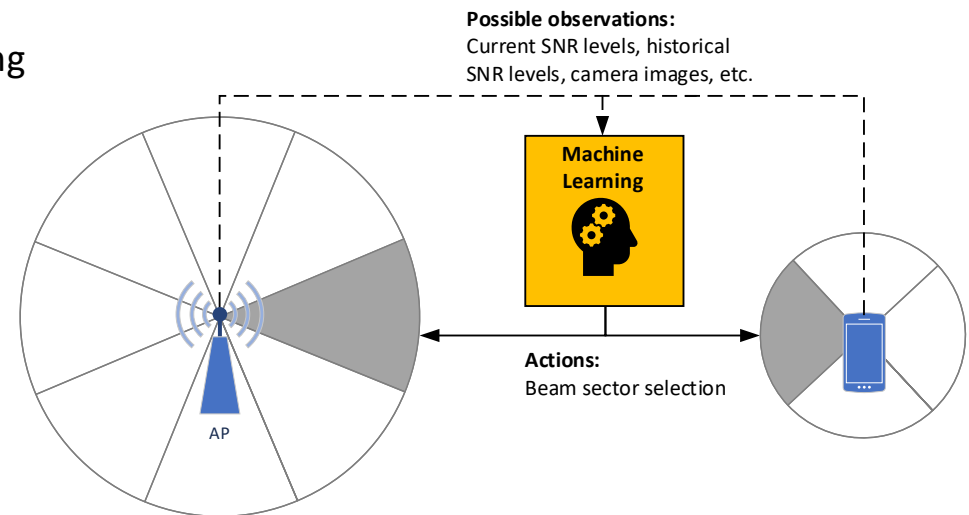 Possible observations:
Current SNR levels, historical
SNR levels, camera images, etc.
Machine
Learning
Actions:
Beam sector selection
AP